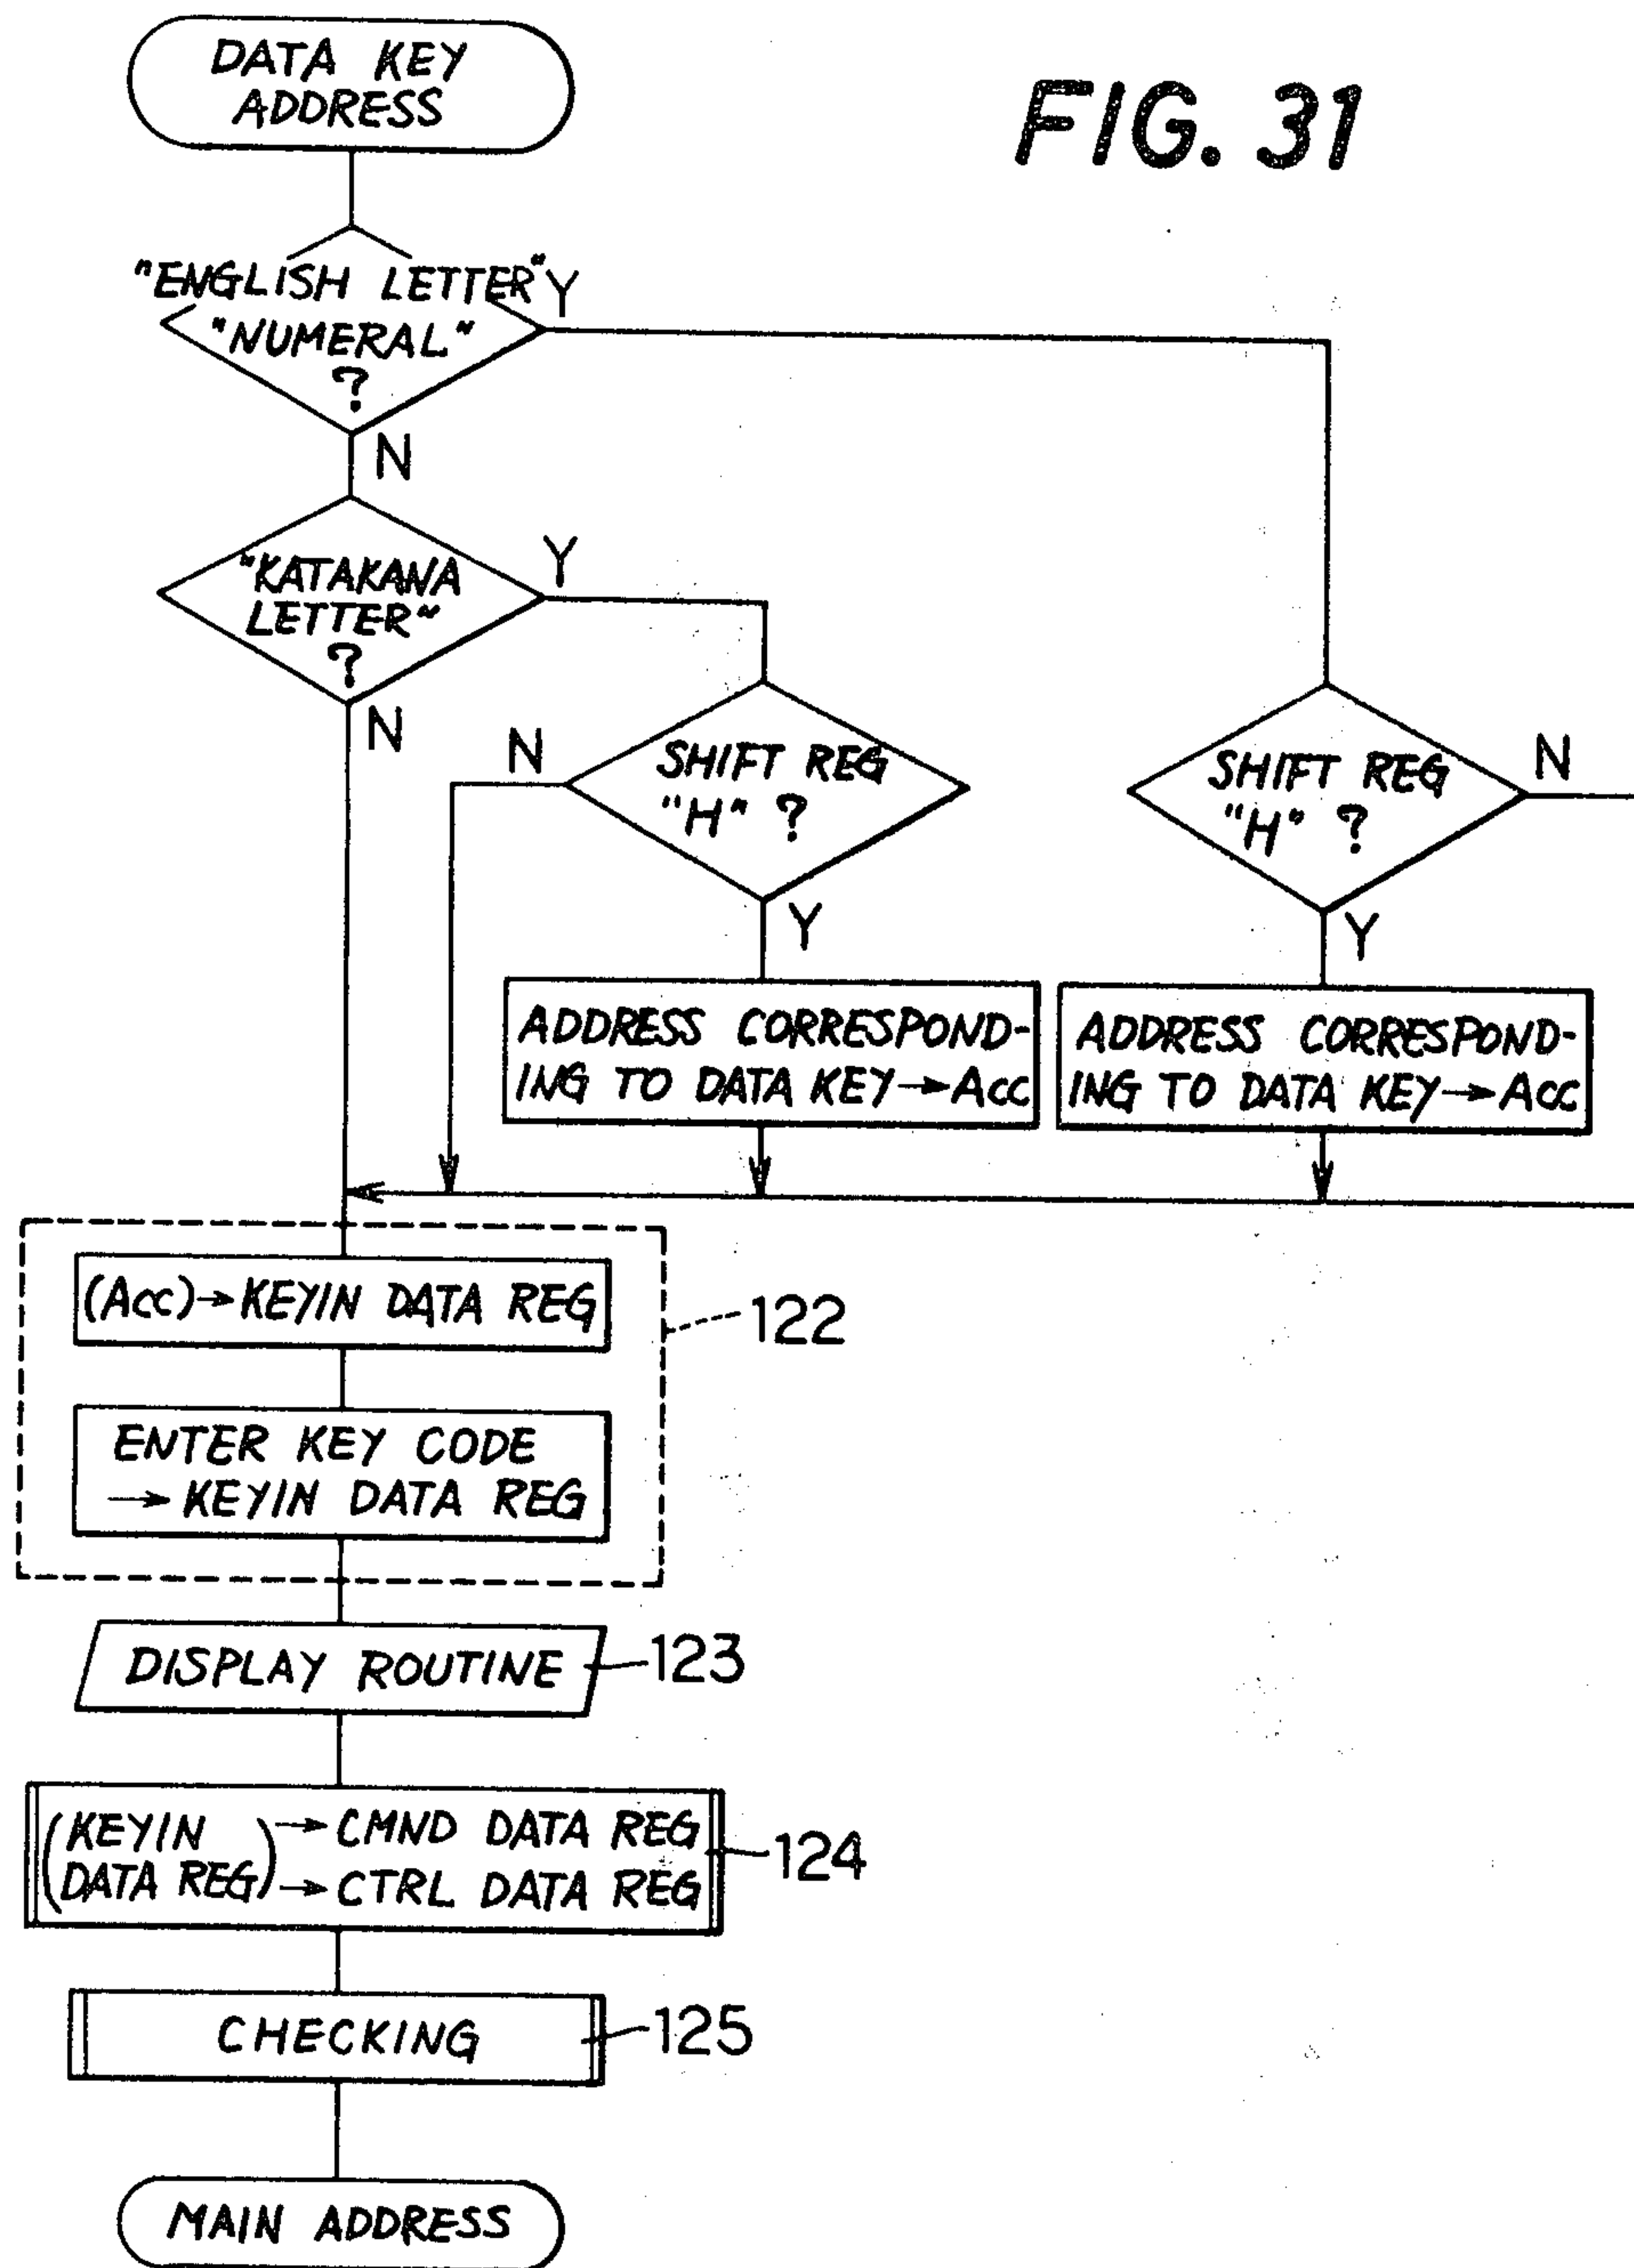 DATA KEY
ADDRESS
FIG. 31
"ENGLISH LETTER"
"NUMERAL"
?
Y
N
"KATAKANA
LETTER"
?
Y
N
SHIFT REG
"H" ?
N
Y
SHIFT REG
"H" ?
N
Y
ADDRESS CORRESPOND-
ING TO DATA KEY→ACC
ADDRESS CORRESPOND-
ING TO DATA KEY→ACC
(ACC)→KEYIN DATA REG
122
ENTER KEY CODE
→KEYIN DATA REG
DISPLAY ROUTINE
123
(KEYIN
DATA REG)
→CMND DATA REG
→CTRL DATA REG
124
CHECKING
125
MAIN ADDRESS